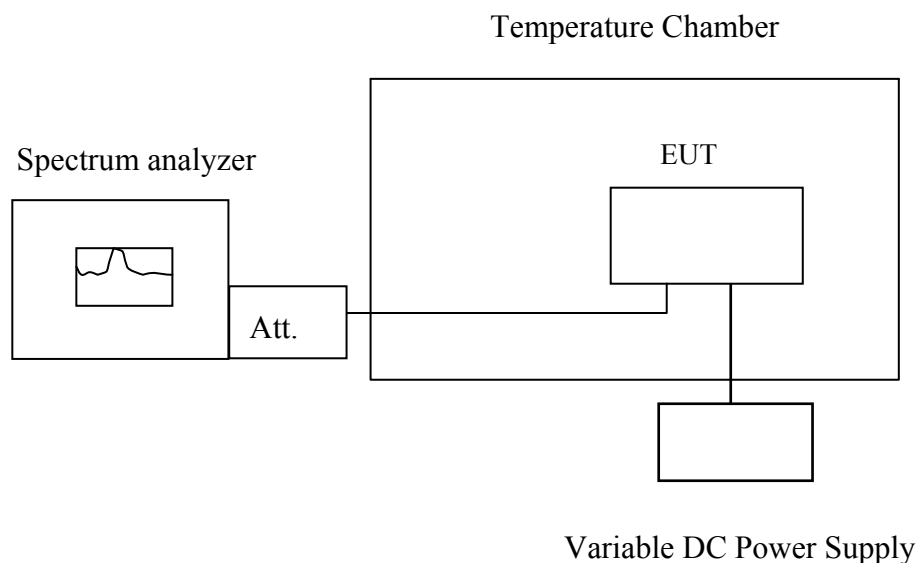 Temperature Chamber
Spectrum analyzer
EUT
Att.
Variable DC Power Supply